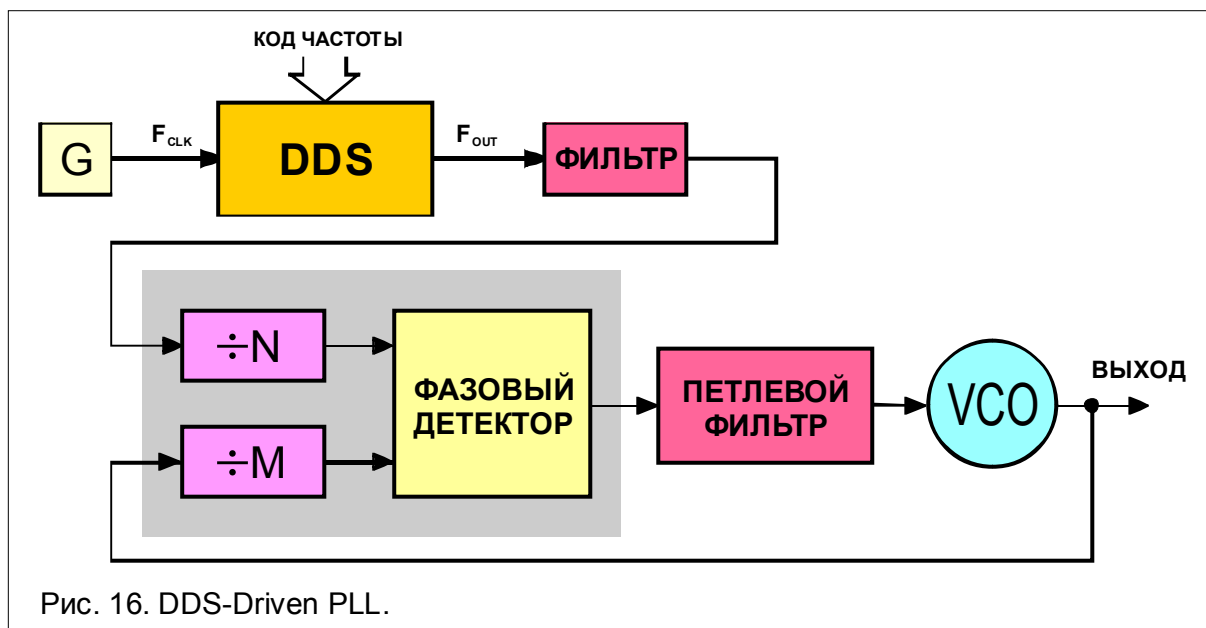 КОД ЧАСТОТЫ
G
FCLK
DDS
FOUT
ФИЛЬТР
÷N
÷M
ФАЗОВЫЙ
ДЕТЕКТОР
ПЕТЛЕВОЙ
ФИЛЬТР
VCO
ВЫХОД
Рис. 16. DDS-Driven PLL.